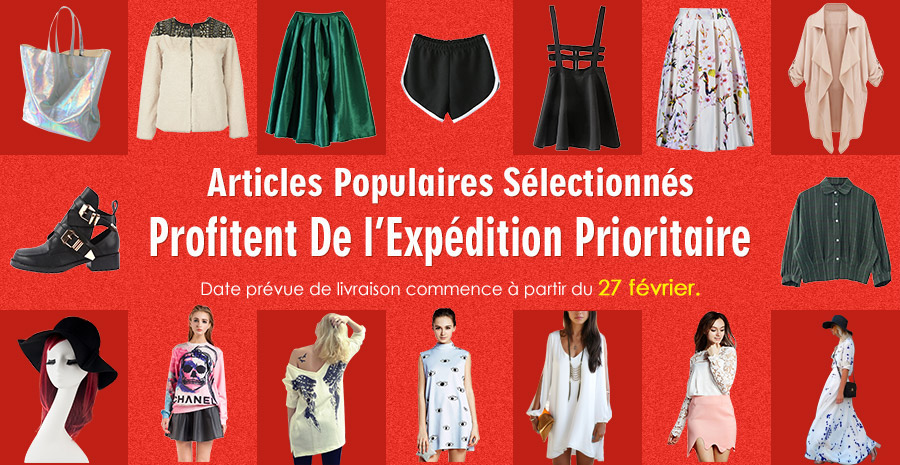 Articles Populaires Sélectionnés
Profitent De l'Expédition Prioritaire
Date prévue de livraison commence à partir du 27 février.
CHANEL